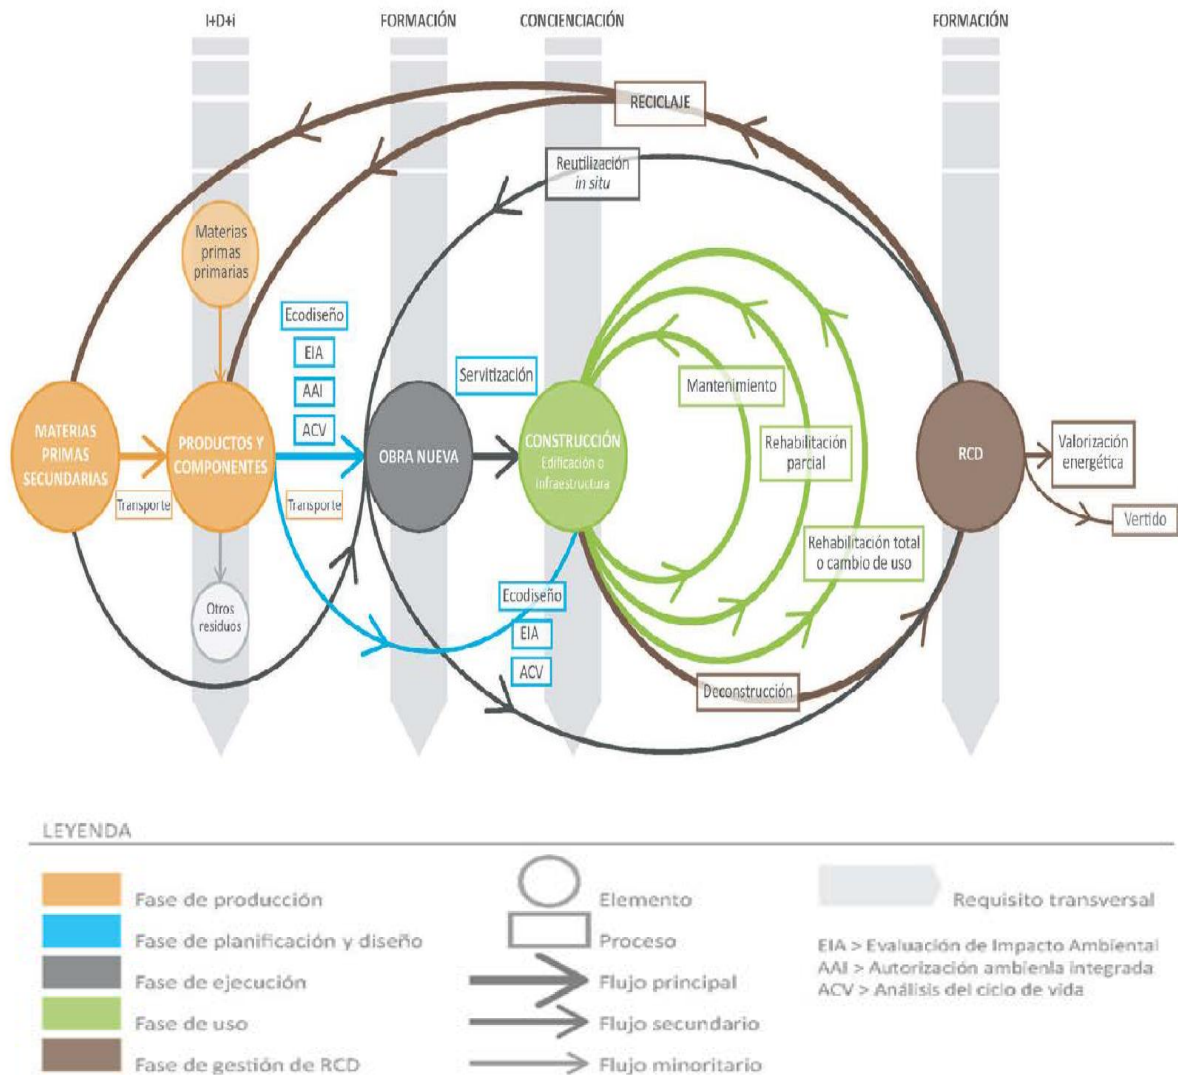 I+D+i
FORMACIÓN
CONCIENCIACIÓN
FORMACIÓN
RECICLAJE
Reutilización
in situ
Materias
primas
primarias
Ecodiseño
EIA
AAI
ACV
Servitización
Mantenimiento
MATERIAS
PRIMAS
SECUNDARIAS
PRODUCTOS Y
COMPONENTES
OBRA NUEVA
CONSTRUCCIÓN
Edificación o
infraestructura
Rehabilitación
parcial
RCD
Valorización
energética
Transporte
Transporte
Vertido
Rehabilitación total
o cambio de uso
Otros
residuos
Ecodiseño
EIA
ACV
Deconstrucción
LEYENDA
Fase de producción
Fase de planificación y diseño
Fase de ejecución
Fase de uso
Fase de gestión de RCD
Elemento
Proceso
Flujo principal
Flujo secundario
Flujo minoritario
Requisito transversal
EIA > Evaluación de Impacto Ambiental
AAI > Autorización ambienla integrada
ACV > Análisis del ciclo de vida